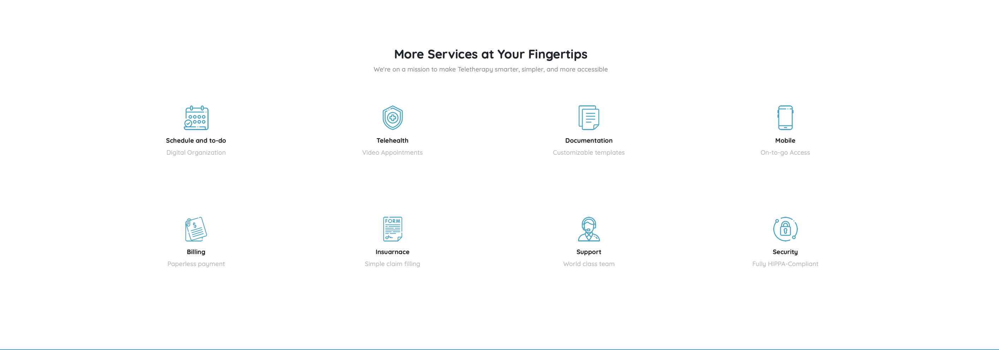 More Services at Your Fingertips
We're on a mission to make Teletherapy smarter, simpler, and more accessible
Schedule and to-do
Digital Organization
Telehealth
Video Appointments
Documentation
Customizable templates
Mobile
On-to-go Access
$
Billing
Paperless payment
FORM
Insuarnace
Simple claim filling
Support
World class team
Security
Fully HIPPA-Compliant